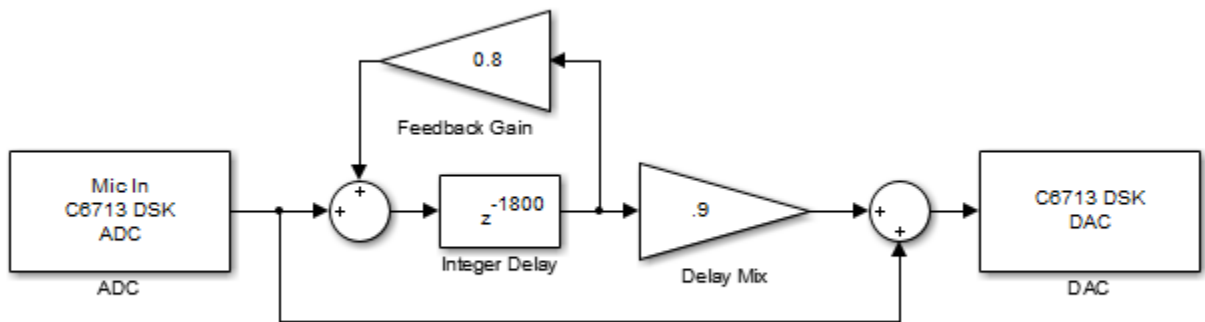 0.8
Feedback Gain
Mic In
C6713 DSK
ADC
ADC
+
+
z-1800
Integer Delay
.9
Delay Mix
+
+
C6713 DSK
DAC
DAC